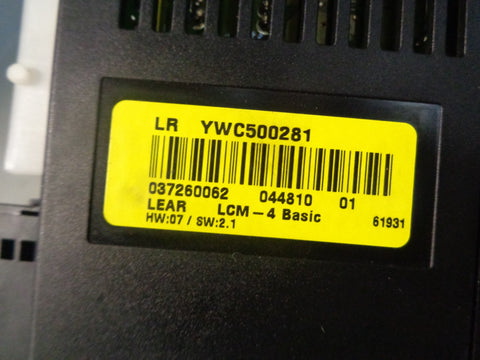 LR YWC500281
037260062 044810 01
LEAR LCM-4 Basic
HW:07 / SW:2.1 61931